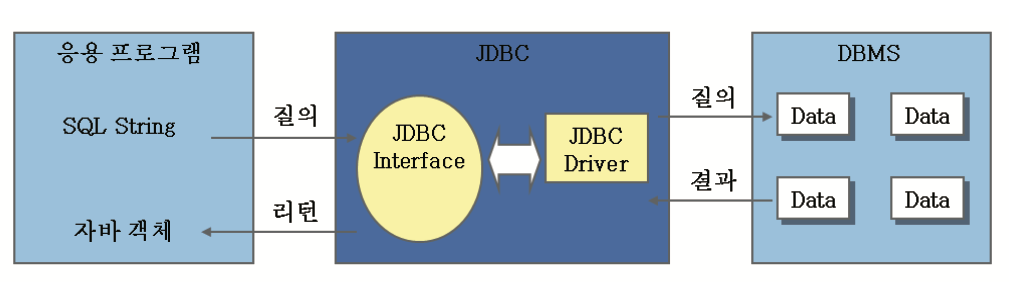 응용 프로그램
SQL String
자바 객체
질의
리턴
JDBC
JDBC
Interface
JDBC
Driver
질의
결과
DBMS
Data
Data
Data
Data